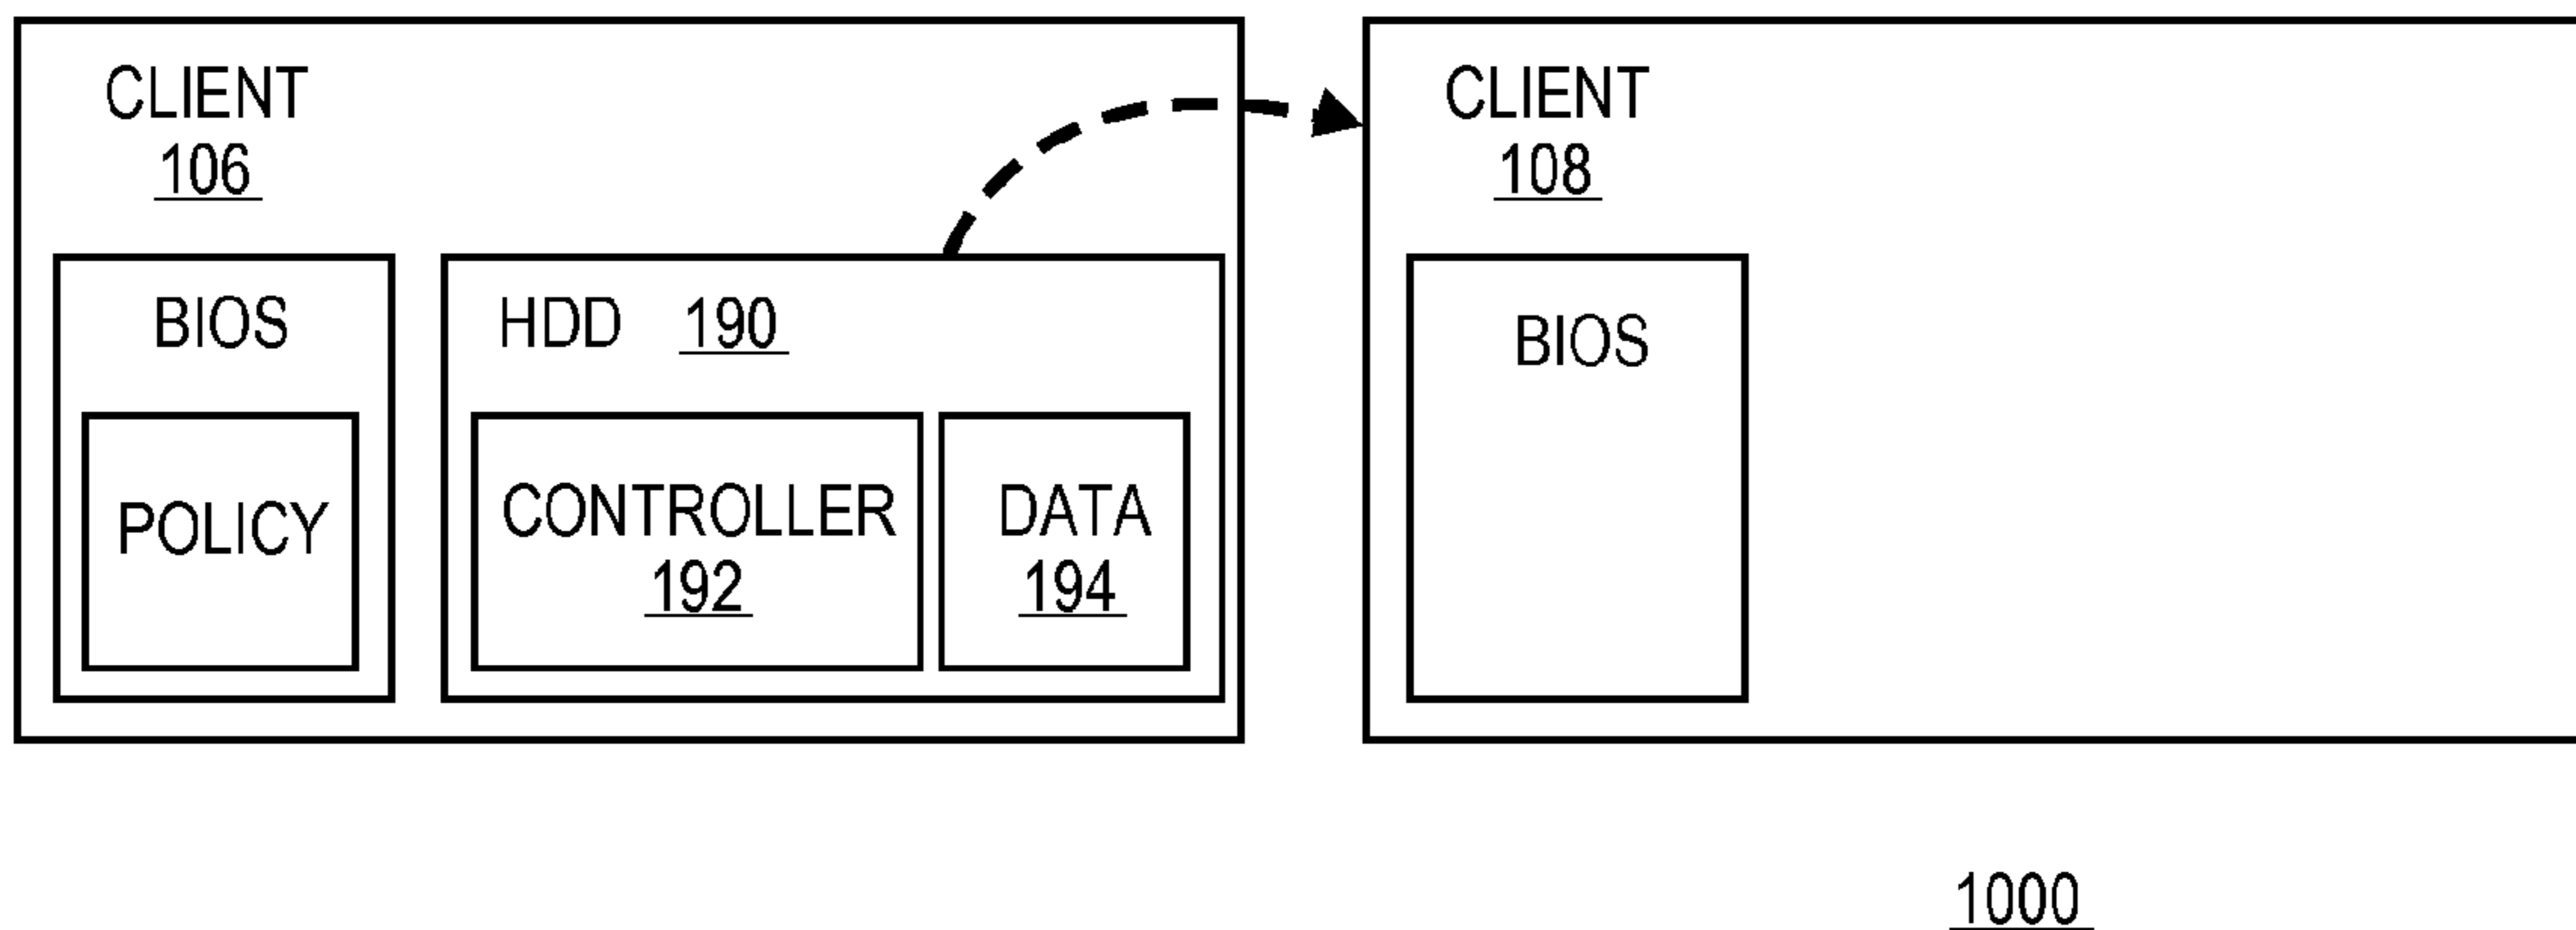 CLIENT
106
BIOS
POLICY
HDD 190
CONTROLLER
192
DATA
194
CLIENT
108
BIOS
1000